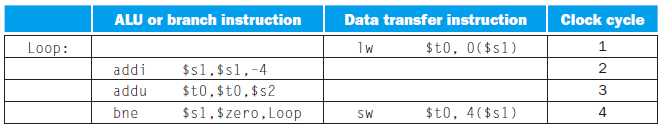 ALU or branch instruction Data transfer instruction Clock cycle
Loop: lw $t0, 0($s1) 1
addi $s1,$s1,-4 2
addu $t0,$t0,$s2 3
bne $s1,$zero,Loop sw $t0, 4($s1) 4